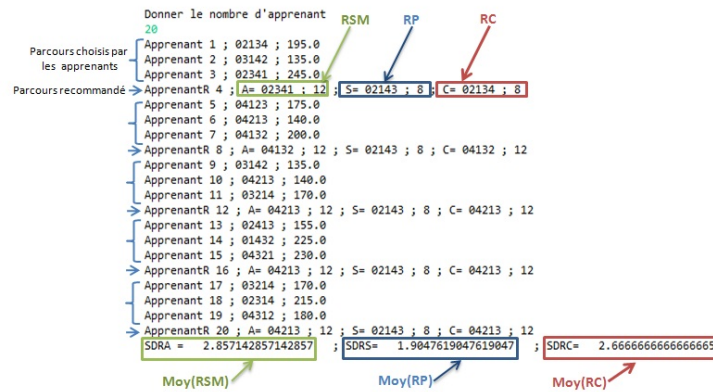 Donner le nombre d'apprenant
20
RSM RP RC
Parcours choisis par
les apprenants
Apprenant 1 ; 02134 ; 195.0
Apprenant 2 ; 03142 ; 135.0
Apprenant 3 ; 02341 ; 245.0
Parcours recommandé
ApprenantR 4 ; A= 02341 ; 12 ; S= 02143 ; 8 ; C= 02134 ; 8
Apprenant 5 ; 04123 ; 175.0
Apprenant 6 ; 04213 ; 140.0
Apprenant 7 ; 04132 ; 200.0
ApprenantR 8 ; A= 04132 ; 12 ; S= 02143 ; 8 ; C= 04132 ; 12
Apprenant 9 ; 03142 ; 135.0
Apprenant 10 ; 04213 ; 140.0
Apprenant 11 ; 03214 ; 170.0
ApprenantR 12 ; A= 04213 ; 12 ; S= 02143 ; 8 ; C= 04213 ; 12
Apprenant 13 ; 02413 ; 155.0
Apprenant 14 ; 01432 ; 225.0
Apprenant 15 ; 04321 ; 230.0
ApprenantR 16 ; A= 04213 ; 12 ; S= 02143 ; 8 ; C= 04213 ; 12
Apprenant 17 ; 03214 ; 170.0
Apprenant 18 ; 02314 ; 215.0
Apprenant 19 ; 04312 ; 180.0
ApprenantR 20 ; A= 04213 ; 12 ; S= 02143 ; 8 ; C= 04213 ; 12
SDRA = 2.857142857142857 ; SDRS= 1.9047619047619047 ; SDRC= 2.6666666666666665
Moy(RSM) Moy(RP) Moy(RC)